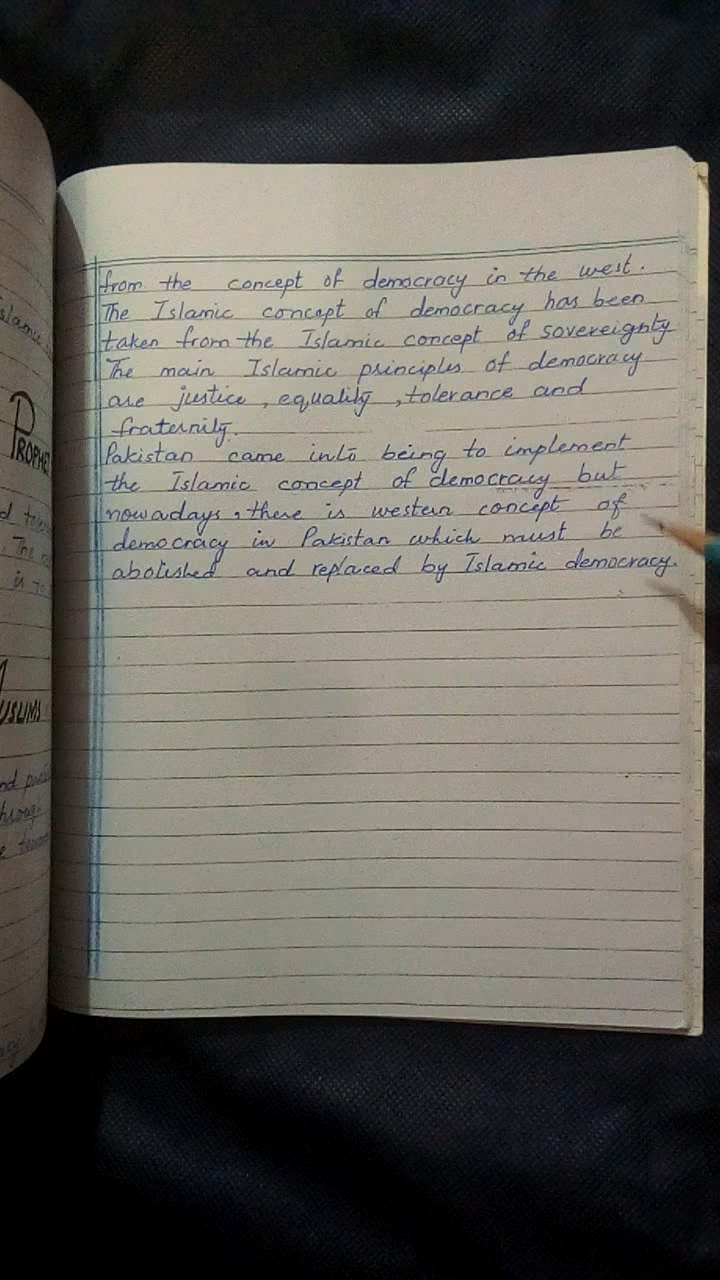 from the concept of democracy in the west.
The Islamic concept of democracy has been
taken from the Islamic concept of sovereignty
The main Islamic principles of democracy
are justice, equality, tolerance and
fraternity.
Pakistan came into being to implement
the Islamic concept of democracy but
nowadays, there is western concept of
democracy in Pakistan which must be
abolished and replaced by Islamic democracy.